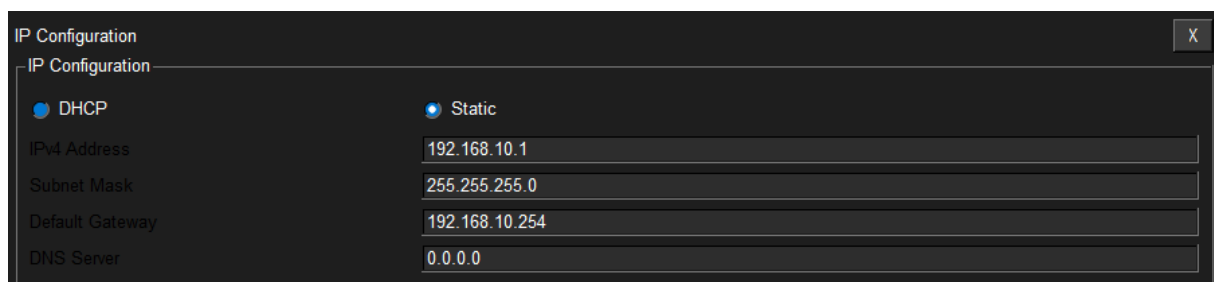 IP Configuration X
IP Configuration
DHCP Static
IPv4 Address 192.168.10.1
Subnet Mask 255.255.255.0
Default Gateway 192.168.10.254
DNS Server 0.0.0.0